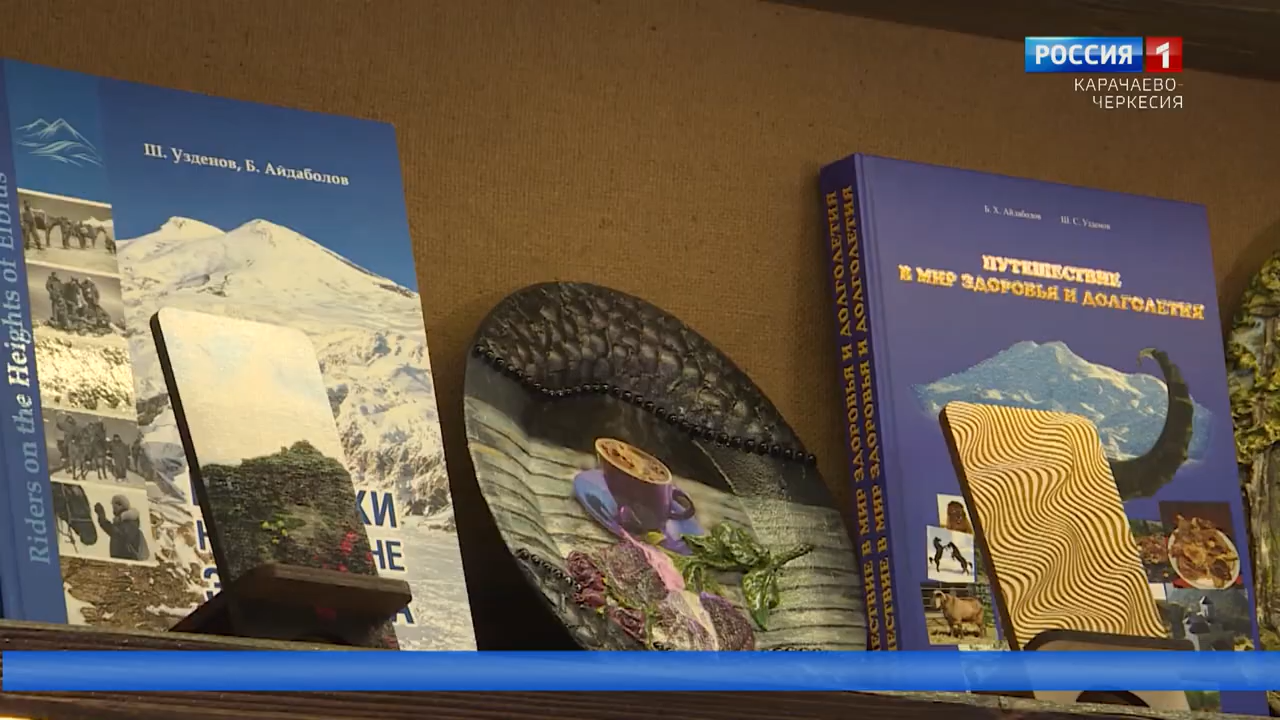 РОССИЯ 1
КАРАЧАЕВО-
ЧЕРКЕСИЯ
Riders on the Heights of Elbrus
Ш. Узденов, Б. Айдаболов
ПУТЕШЕСТВИЕ В МИР ЗДОРОВЬЯ И ДОЛГОЛЕТИЯ
Б. Х. Айдаболов Ш. С. Узденов
ПУТЕШЕСТВИЕ
В МИР ЗДОРОВЬЯ И ДОЛГОЛЕТИЯ